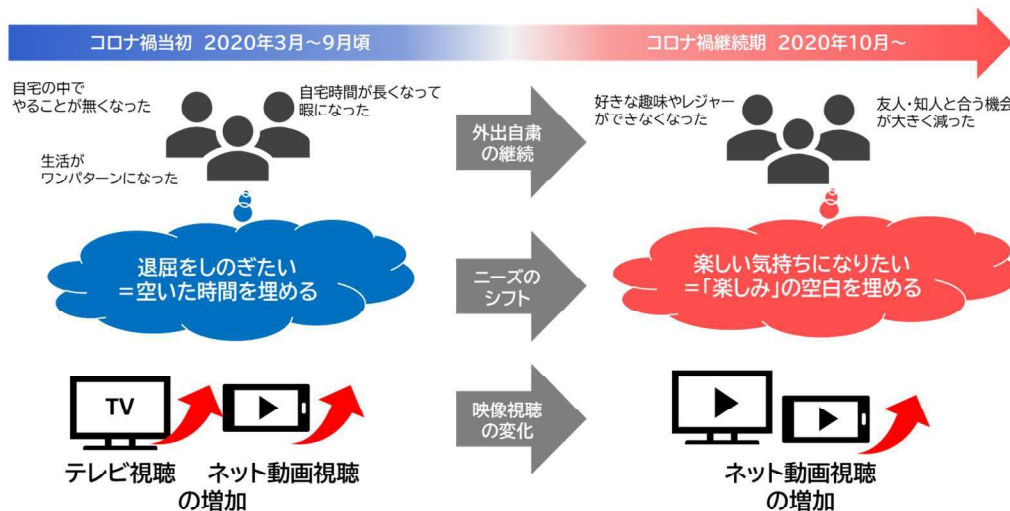 コロナ禍当初 2020年3月～9月頃
コロナ禍継続期 2020年10月～
自宅の中で
やることが無くなった
自宅時間が長くなって
暇になった
生活が
ワンパターンになった
外出自粛
の継続
好きな趣味やレジャー
ができなくなった
友人・知人と合う機会
が大きく減った
退屈をしのぎたい
＝空いた時間を埋める
ニーズの
シフト
楽しい気持ちになりたい
＝「楽しみ」の空白を埋める
TV
テレビ視聴 ネット動画視聴
の増加
映像視聴
の変化
ネット動画視聴
の増加